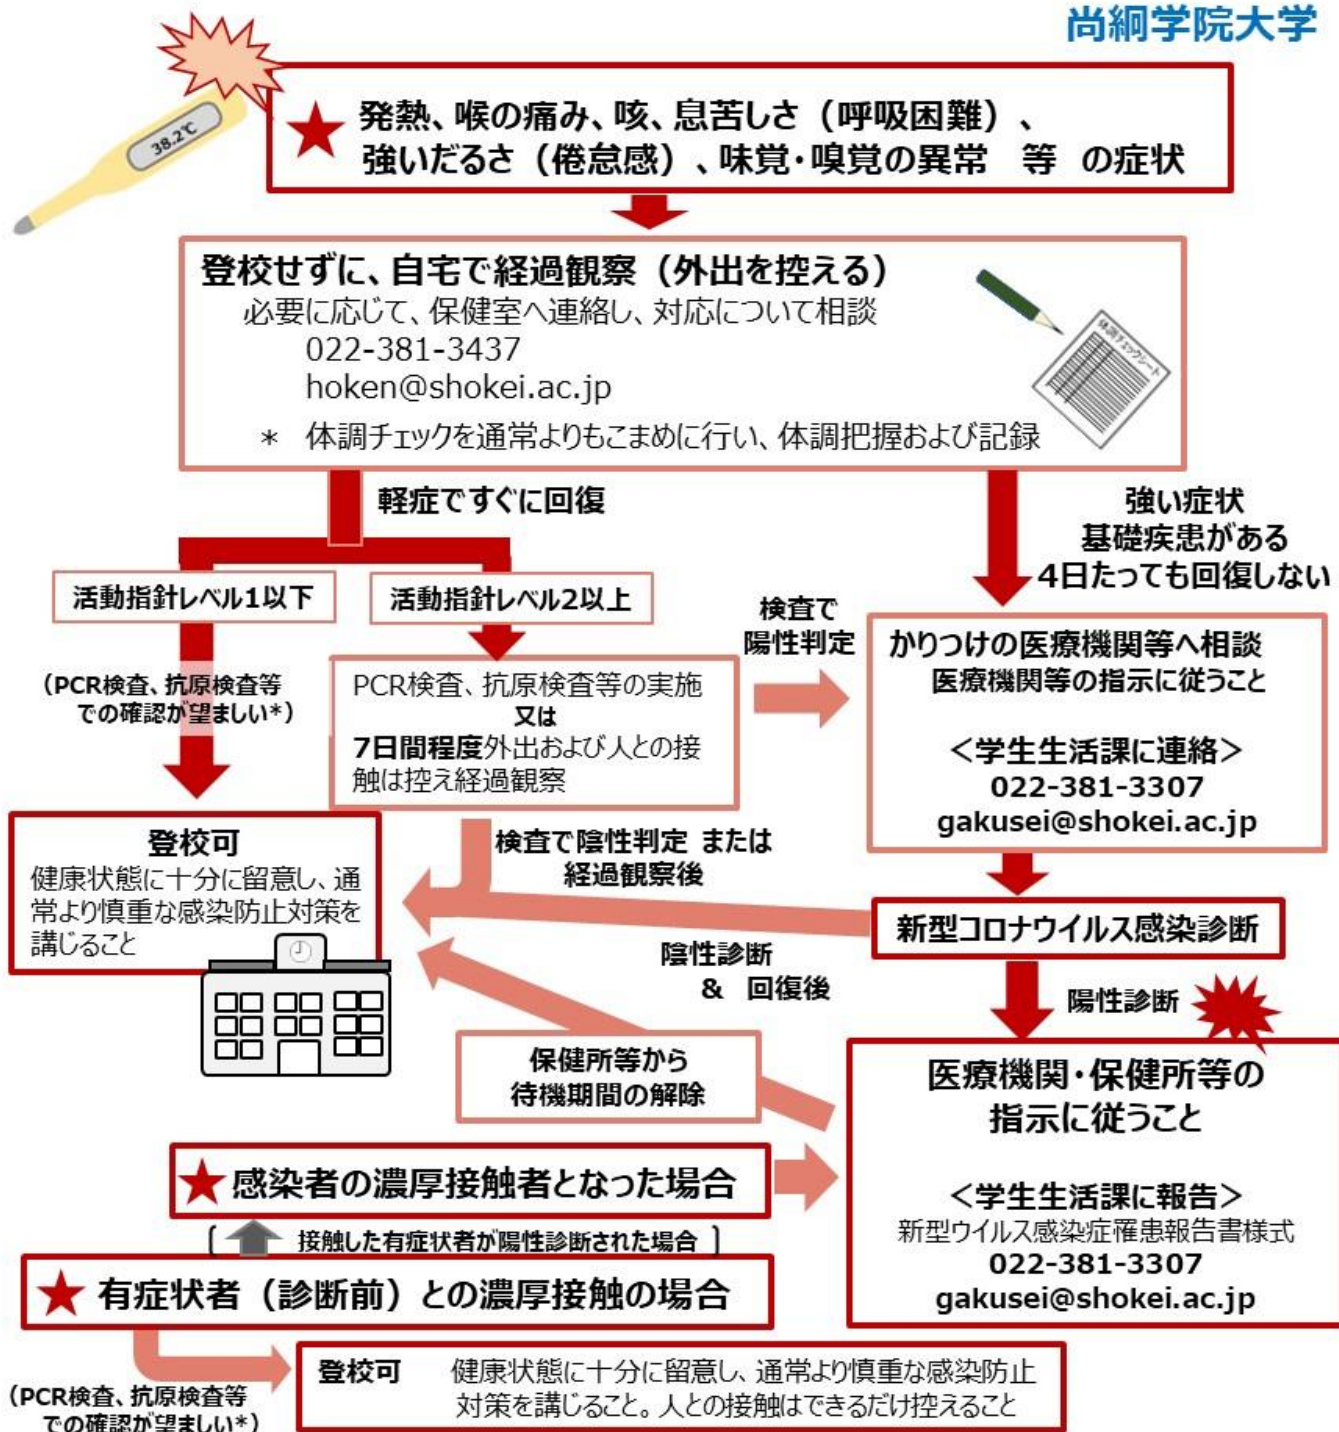 尚絅学院大学
38.2℃
★ 発熱、喉の痛み、咳、息苦しさ（呼吸困難）、
強いだるさ（倦怠感）、味覚・嗅覚の異常　等　の症状
登校せずに、自宅で経過観察（外出を控える）
必要に応じて、保健室へ連絡し、対応について相談
022-381-3437
hoken@shokei.ac.jp
体調チェックシート
＊　体調チェックを通常よりもこまめに行い、体調把握および記録
軽症ですぐに回復
強い症状
基礎疾患がある
4日たっても回復しない
活動指針レベル1以下
活動指針レベル2以上
（PCR検査、抗原検査等
での確認が望ましい*）
PCR検査、抗原検査等の実施
又は
7日間程度外出および人との接
触は控え経過観察
検査で
陽性判定
かりつけの医療機関等へ相談
医療機関等の指示に従うこと
＜学生生活課に連絡＞
022-381-3307
gakusei@shokei.ac.jp
登校可
健康状態に十分に留意し、通
常より慎重な感染防止対策を
講じること
検査で陰性判定 または
経過観察後
新型コロナウイルス感染診断
陰性診断
&　回復後
陽性診断
保健所等から
待機期間の解除
医療機関・保健所等の
指示に従うこと
＜学生生活課に報告＞
新型ウイルス感染症罹患報告書様式
022-381-3307
gakusei@shokei.ac.jp
★ 感染者の濃厚接触者となった場合
［ 接触した有症状者が陽性診断された場合 ］
★ 有症状者（診断前）との濃厚接触の場合
（PCR検査、抗原検査等
での確認が望ましい*）
登校可　健康状態に十分に留意し、通常より慎重な感染防止
対策を講じること。人との接触はできるだけ控えること